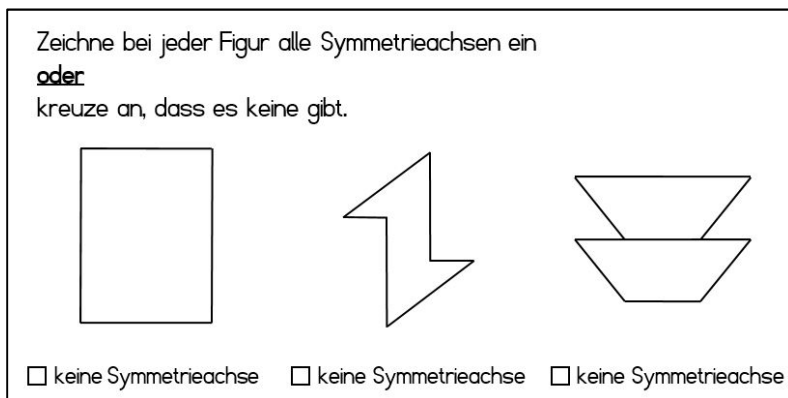 Zeichne bei jeder Figur alle Symmetrieachsen ein
oder
kreuze an, dass es keine gibt.
keine Symmetrieachse
keine Symmetrieachse
keine Symmetrieachse